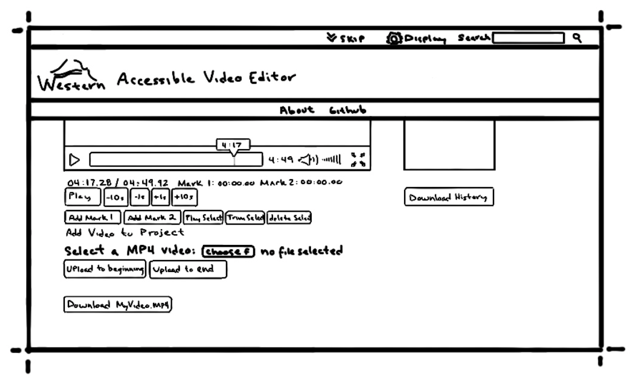 Skip Display Search
Western Accessible Video Editor
About Github
4:17
4:49
04:17.28 / 04:49.92 Mark 1: 00:00.00 Mark 2: 00:00.00
Play -10s -1s +1s +10s
Download History
Add Mark 1 Add Mark 2 Play Select Trim Select delete Select
Add Video to Project
Select a MP4 video: Choose F no file selected
Upload to beginning Upload to end
Download MyVideo.MP4